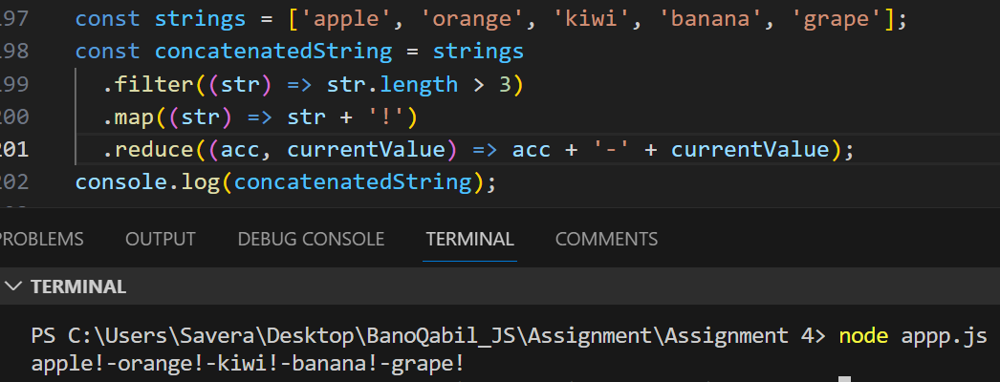 197 const strings = ['apple', 'orange', 'kiwi', 'banana', 'grape'];
198 const concatenatedString = strings
199 .filter((str) => str.length > 3)
200 .map((str) => str + '!')
201 .reduce((acc, currentValue) => acc + '-' + currentValue);
202 console.log(concatenatedString);
PROBLEMS OUTPUT DEBUG CONSOLE TERMINAL COMMENTS
TERMINAL
PS C:\Users\Savera\Desktop\BanoQabil_JS\Assignment\Assignment 4> node appp.js
apple!-orange!-kiwi!-banana!-grape!